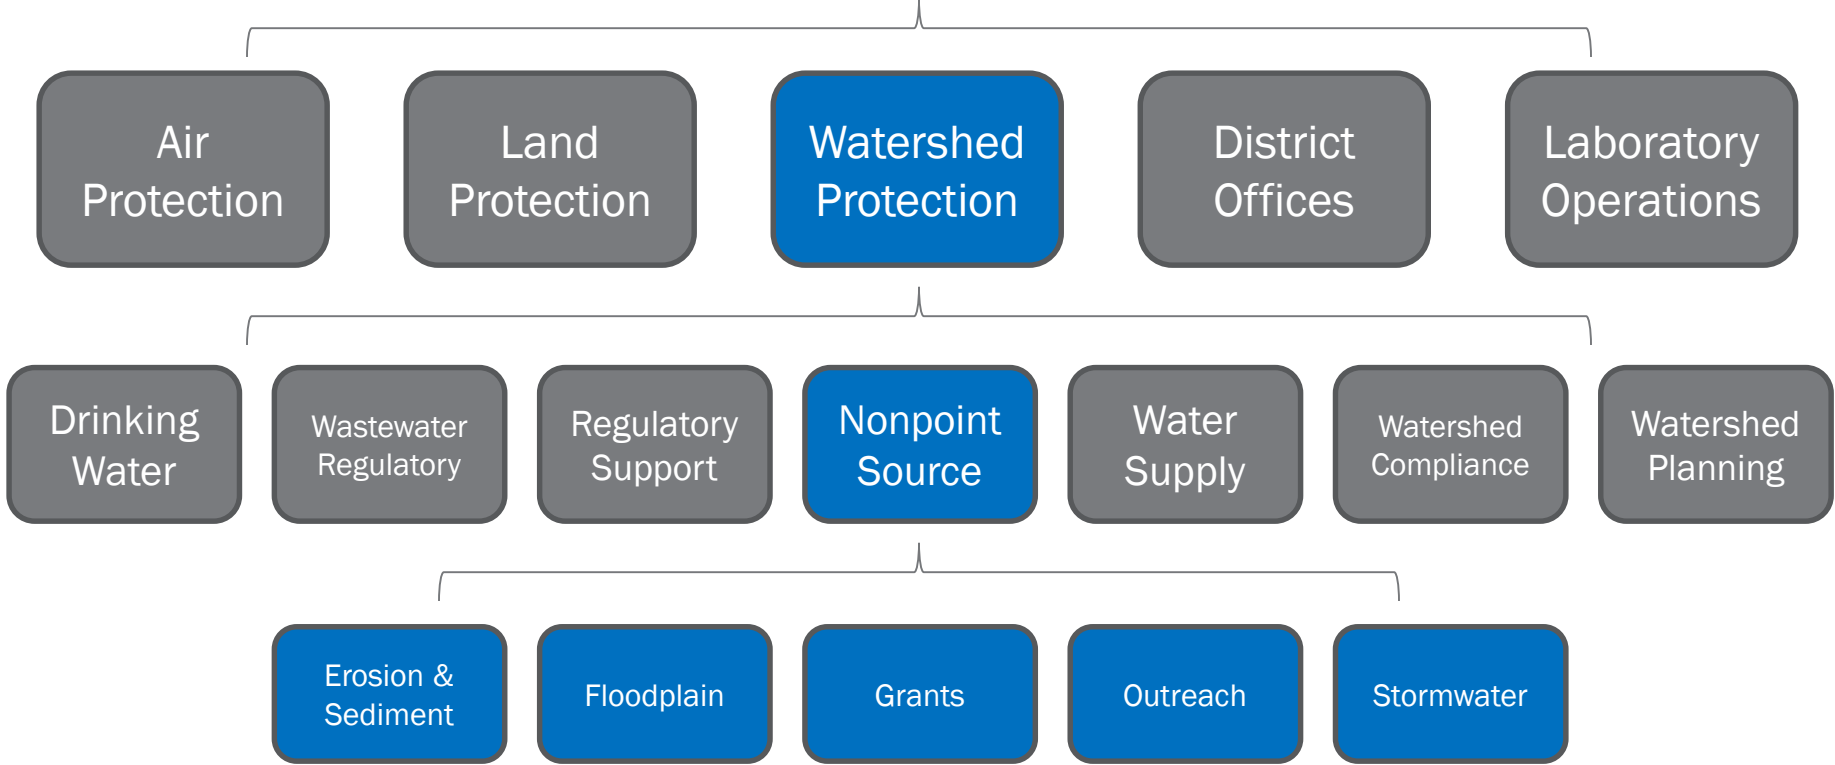 Air
Protection
Land
Protection
Watershed
Protection
District
Offices
Laboratory
Operations
Drinking
Water
Wastewater
Regulatory
Regulatory
Support
Nonpoint
Source
Water
Supply
Watershed
Compliance
Watershed
Planning
Erosion &
Sediment
Floodplain
Grants
Outreach
Stormwater